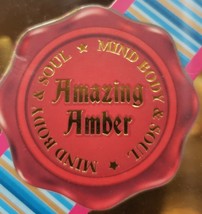 MIND BODY & SOUL ★ MIND BODY & SOUL ★
Amazing
Amber